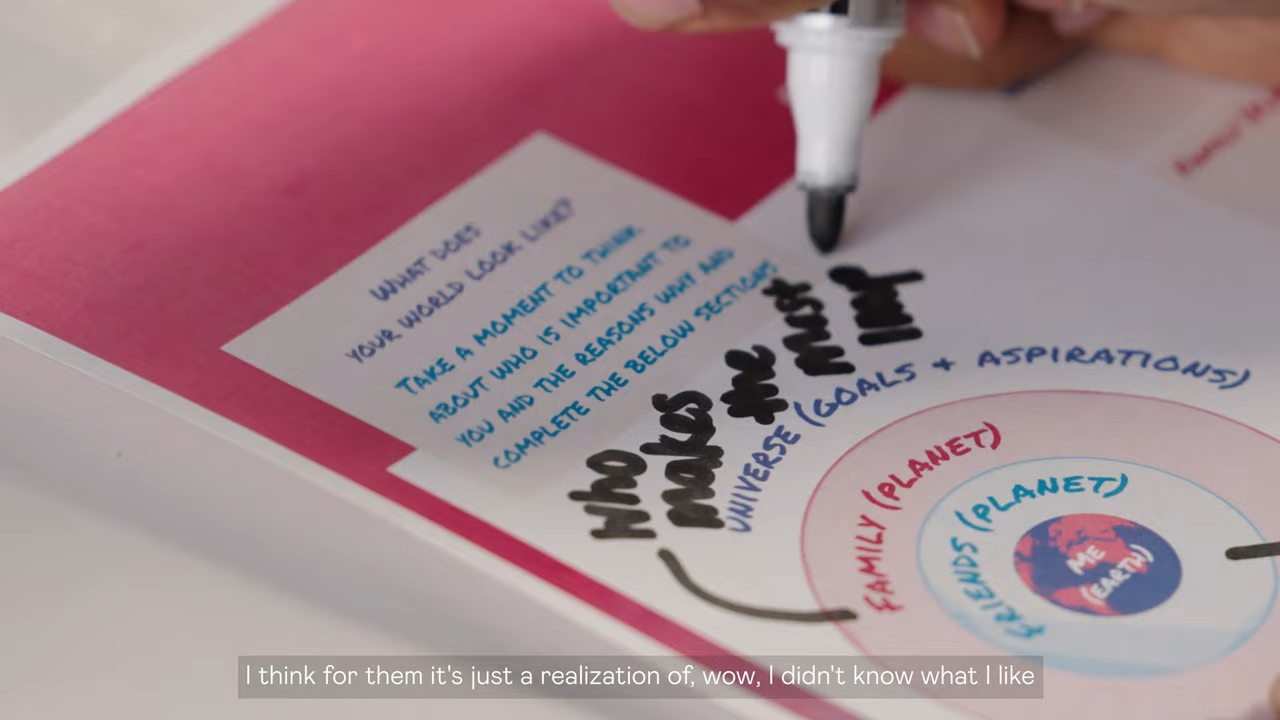 WHAT DOES
YOUR WORLD LOOK LIKE?
TAKE A MOMENT TO THINK
ABOUT WHO IS IMPORTANT TO
YOU AND THE REASONS WHY AND
COMPLETE THE BELOW SECTIONS
who
makes
the
most
imp
UNIVERSE (GOALS + ASPIRATIONS)
FAMILY (PLANET)
FRIENDS (PLANET)
ME
(EARTH)
I think for them it's just a realization of, wow, I didn't know what I like